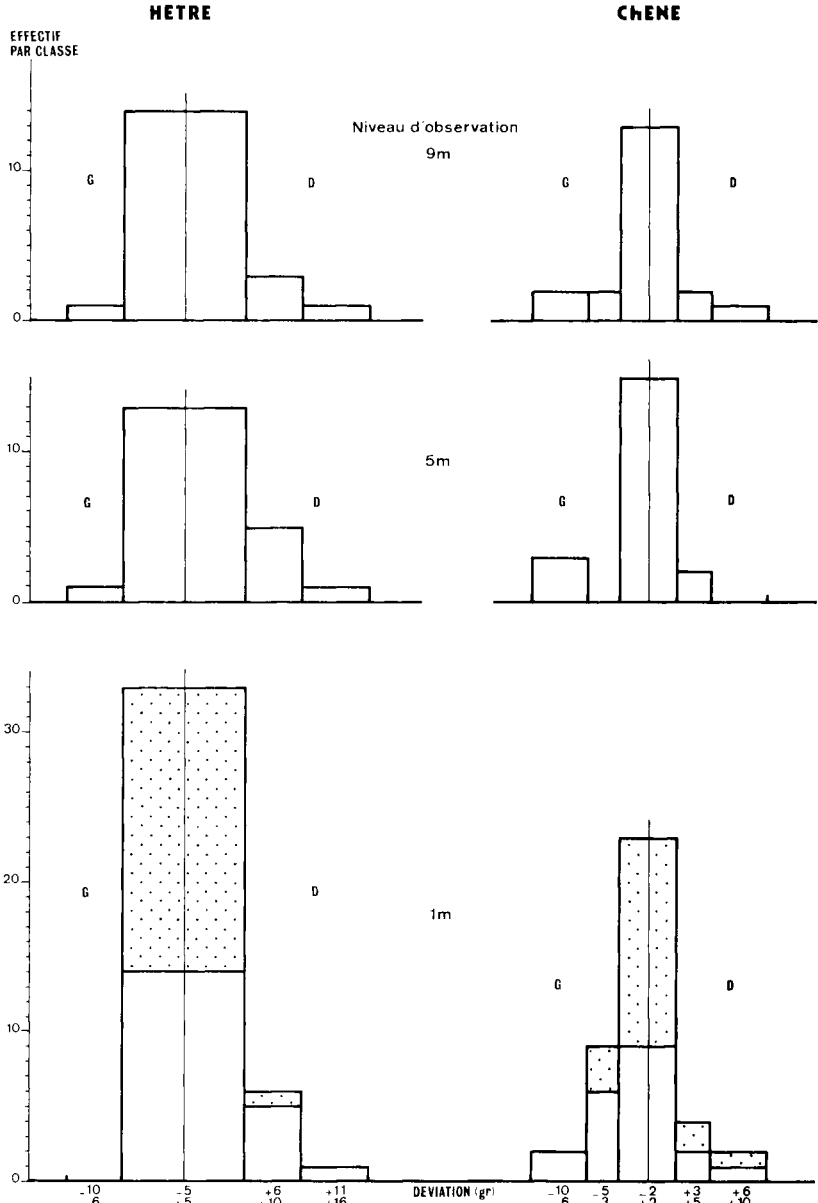 HETRE
ChENE
EFFECTIF
PAR CLASSE
Niveau d'observation
9m
10
G
D
G
D
0
10
5m
G
D
G
D
0
30
20
G
D
1m
G
D
10
0
-10 -5 +6 +11 DEVIATION (gr) -10 -5 -2 +3 +6
-6 +5 +10 +16 -6 -3 +2 +5 +10